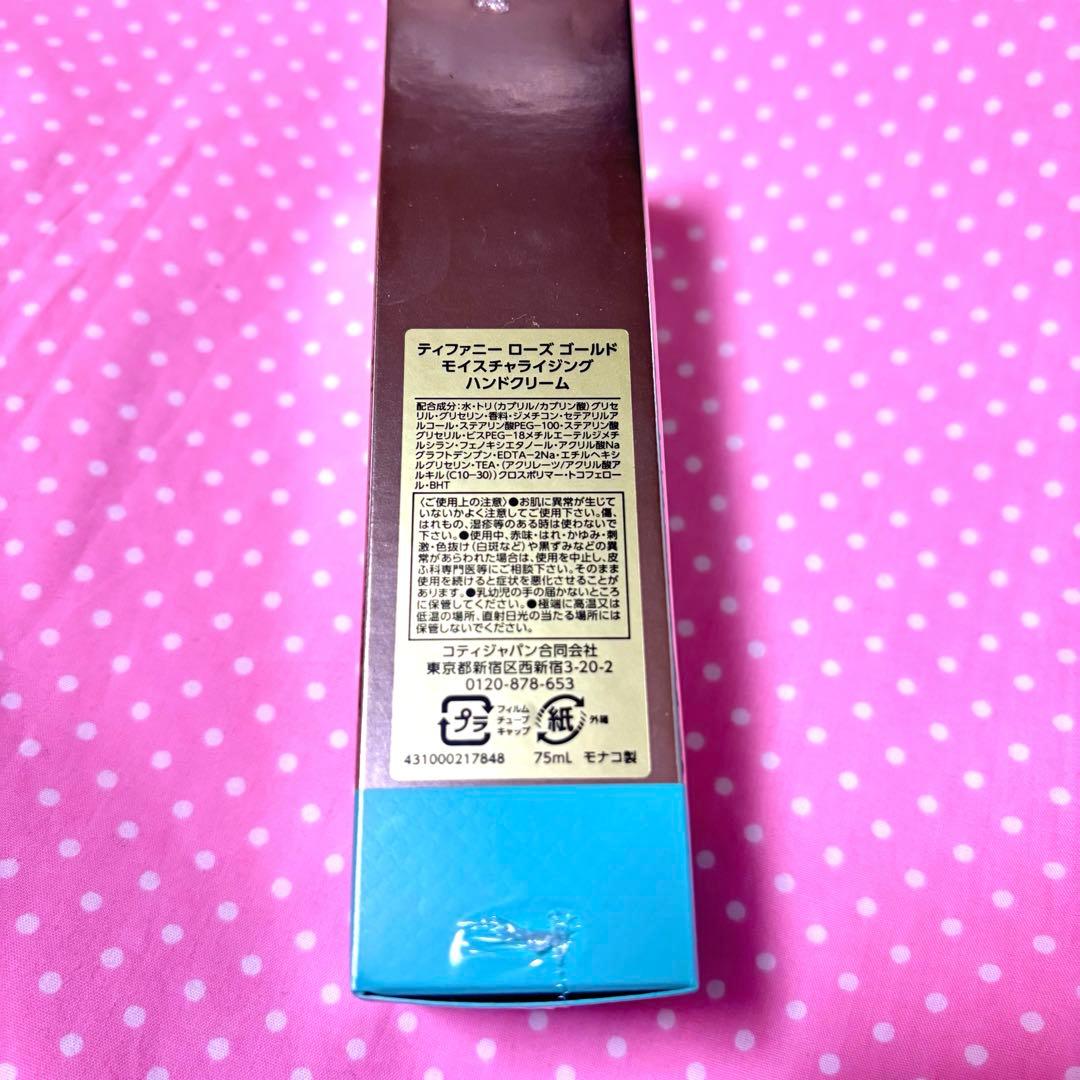 ティファニー ローズ ゴールド
モイスチャライジング
ハンドクリーム
配合成分:水・トリ(カプリル/カプリン酸)グリセ
リル・グリセリン・香料・ジメチコン・セテアリルア
ルコール・ステアリン酸PEG-100・ステアリン酸
グリセリル・ビスPEG-18メチルエーテルジメチ
ルシラン・フェノキシエタノール・アクリル酸Na
グラフトデンプン・EDTA-2Na・エチルヘキシ
ルグリセリン・TEA・(アクリレーツ/アクリル酸ア
ルキル(C10-30))クロスポリマー・トコフェロー
ル・BHT
〈ご使用上の注意〉●お肌に異常が生じて
いないかよく注意してご使用下さい。傷、
はれもの、湿疹等のある時は使わないで
下さい。●使用中、赤味・はれ・かゆみ・刺
激・色抜け(白斑など)や黒ずみなどの異
常があらわれた場合は、使用を中止し、皮
ふ科専門医等にご相談下さい。そのまま
使用を続けると症状を悪化させることが
あります。●乳幼児の手の届かないところ
に保管してください。●極端に高温又は
低温の場所、直射日光の当たる場所には
保管しないでください。
コティジャパン合同会社
東京都新宿区西新宿3-20-2
0120-878-653
プラ
フィルム
チューブ
キャップ
紙
外箱
431000217848 75mL モナコ製